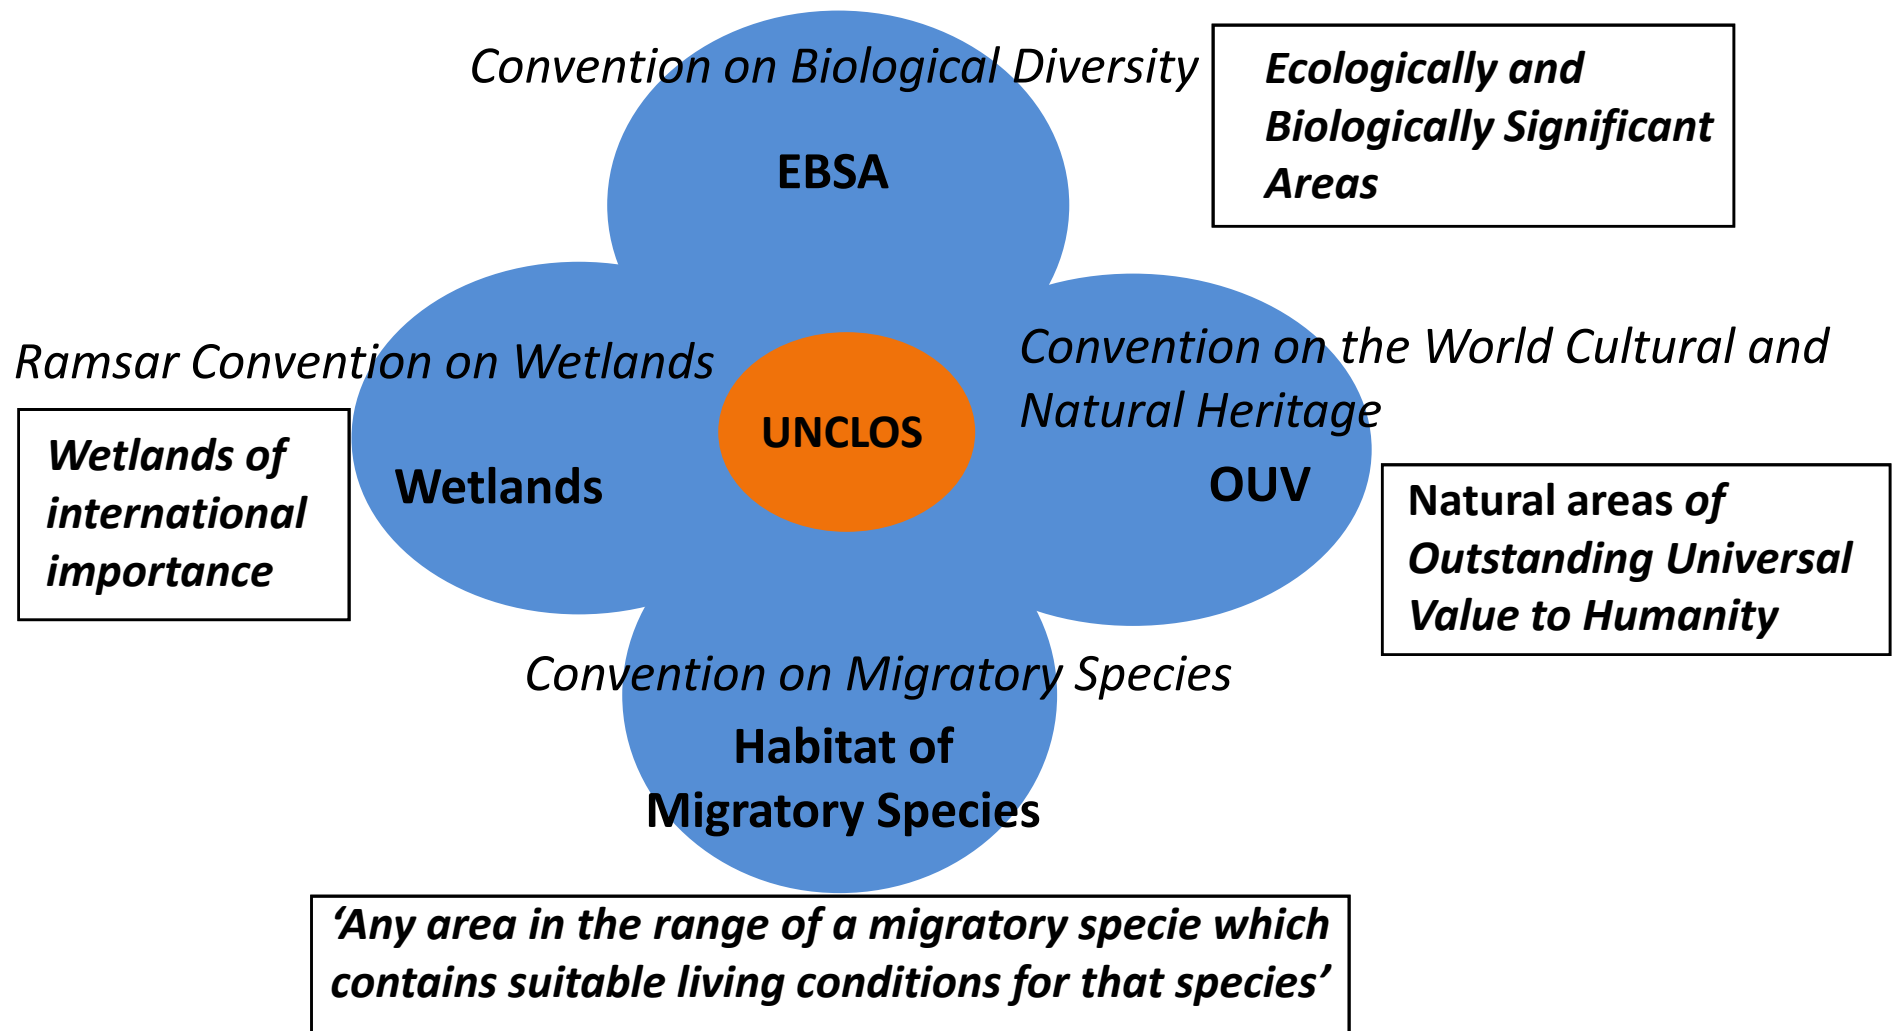 Convention on Biological Diversity
EBSA
Ecologically and
Biologically Significant
Areas
Ramsar Convention on Wetlands
Wetlands
Wetlands of
international
importance
UNCLOS
Convention on the World Cultural and
Natural Heritage
OUV
Natural areas of
Outstanding Universal
Value to Humanity
Convention on Migratory Species
Habitat of
Migratory Species
‘Any area in the range of a migratory specie which
contains suitable living conditions for that species’